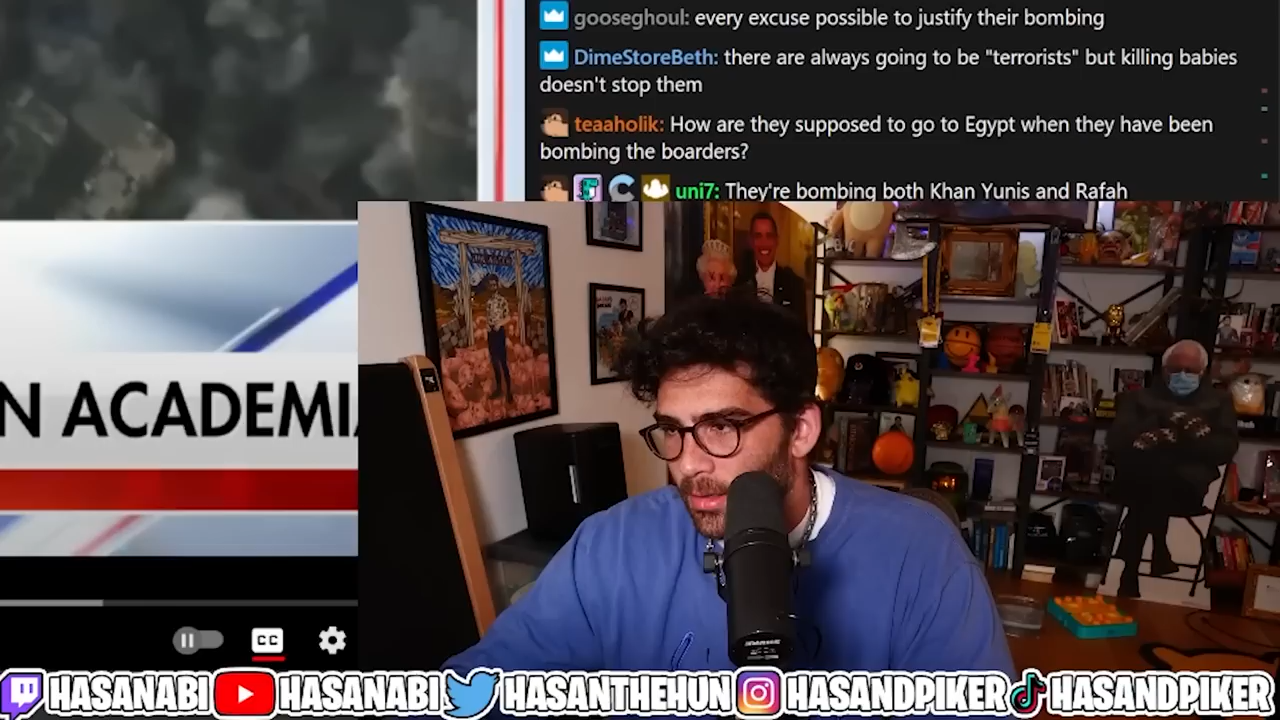 gooseghoul: every excuse possible to justify their bombing
DimeStoreBeth: there are always going to be "terrorists" but killing babies
doesn't stop them
teaaholik: How are they supposed to go to Egypt when they have been
bombing the boarders?
uni7: They're bombing both Khan Yunis and Rafah
N ACADEMI
CC
HASANABI HASANABI HASANTHEHUN HASANDPIKER HASANDPIKER